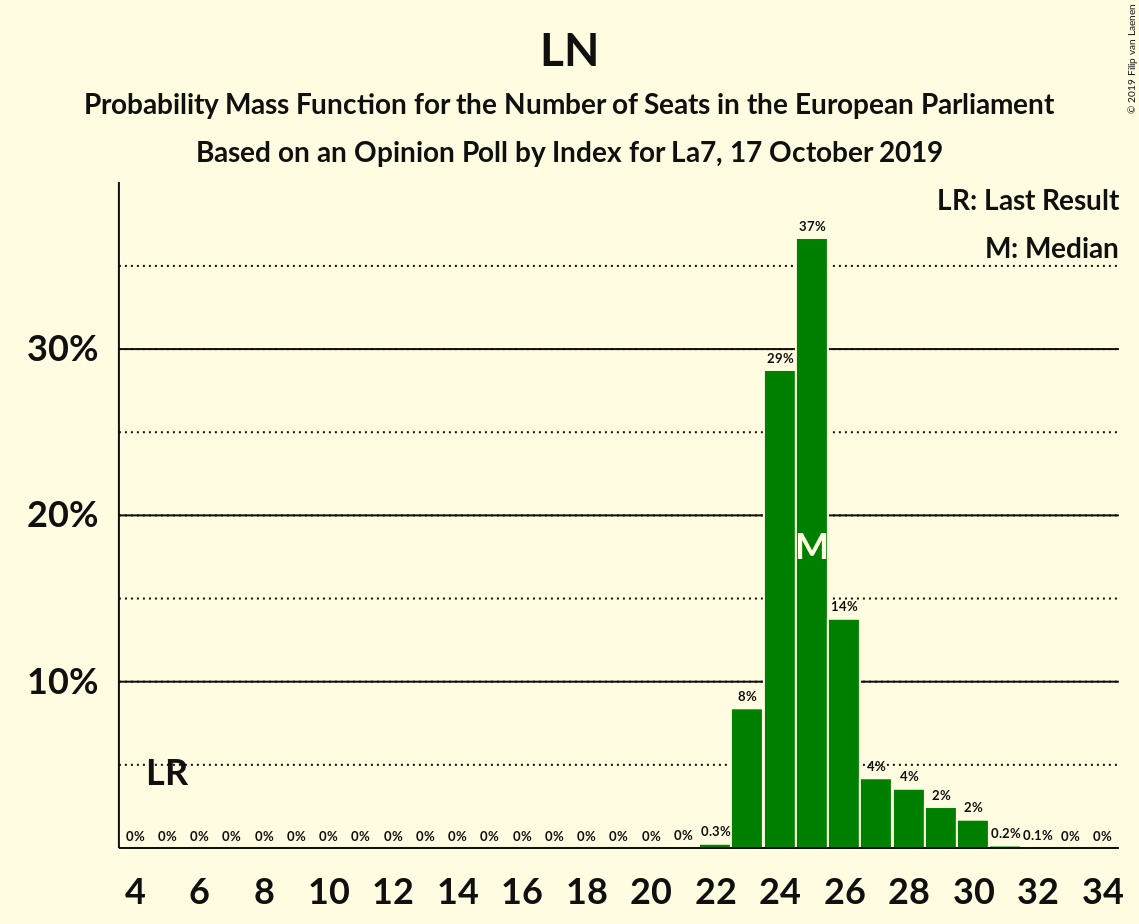 LN
Probability Mass Function for the Number of Seats in the European Parliament
Based on an Opinion Poll by Index for La7, 17 October 2019
© 2019 Filip van Laenen
LR: Last Result
M: Median
37%
30%
29%
20%
M
14%
10%
8%
LR
4%
4%
2%
2%
0% 0% 0% 0% 0% 0% 0% 0% 0% 0% 0% 0% 0% 0% 0% 0% 0% 0% 0.3% 0.2% 0.1% 0% 0%
4 6 8 10 12 14 16 18 20 22 24 26 28 30 32 34